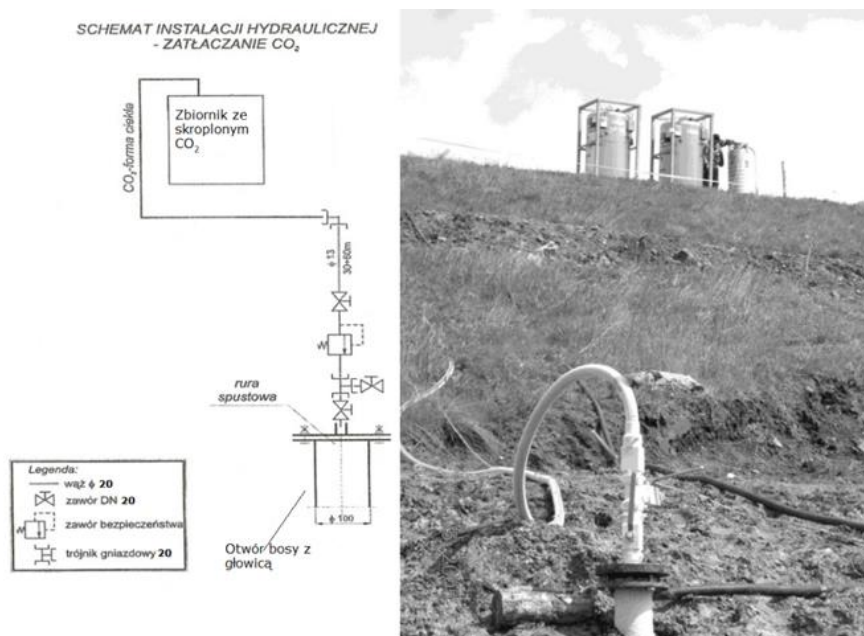 SCHEMAT INSTALACJI HYDRAULICZNEJ
- ZATŁACZANIE CO₂
Zbiornik ze
skroplonym
CO₂
CO₂-forma ciekła
ϕ 13
30÷60m
rura
spustowa
Legenda:
wąż ϕ 20
zawór DN 20
zawór bezpieczeństwa
trójnik gniazdowy 20
ϕ 100
Otwór bosy z
głowicą